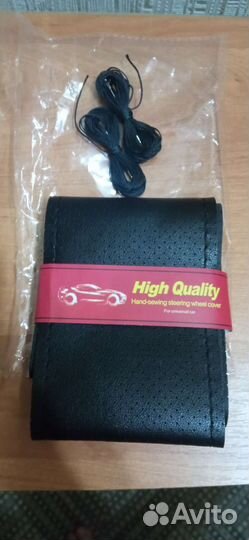 High Quality
Hand-sewing steering wheel cover
For universal car
Avito